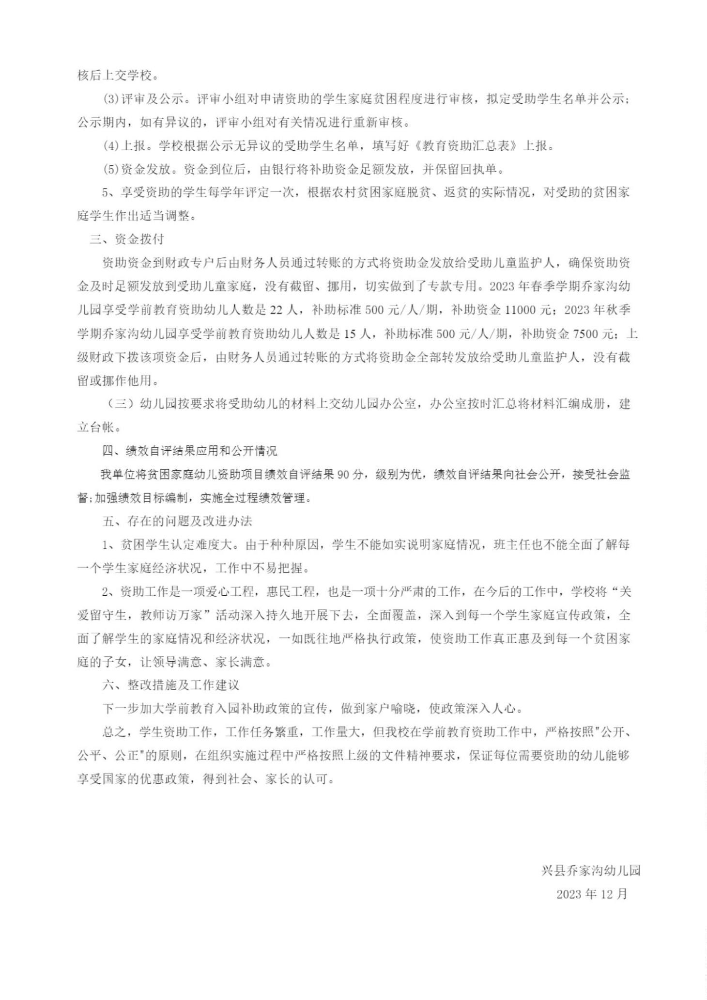 核后上交学校。
(3)评审及公示。评审小组对申请资助的学生家庭贫困程度进行审核，拟定受助学生名单并公示;
公示期内，如有异议的，评审小组对有关情况进行重新审核。
(4)上报。学校根据公示无异议的受助学生名单，填写好《教育资助汇总表》上报。
(5)资金发放。资金到位后，由银行将补助资金足额发放，并保留回执单。
5、享受资助的学生每学年评定一次，根据农村贫困家庭脱贫、返贫的实际情况，对受助的贫困家
庭学生作出适当调整。
三、资金拨付
资助资金到财政专户后由财务人员通过转账的方式将资助金发放给受助儿童监护人，确保资助资
金及时足额发放到受助儿童家庭，没有截留、挪用，切实做到了专款专用。2023 年春季学期乔家沟幼
儿园享受学前教育资助幼儿人数是 22 人，补助标准 500 元/人/期，补助资金 11000 元；2023 年秋季
学期乔家沟幼儿园享受学前教育资助幼儿人数是 15 人，补助标准 500 元/人/期，补助资金 7500 元；上
级财政下拨该项资金后，由财务人员通过转账的方式将资助金全部转发放给受助儿童监护人，没有截
留或挪作他用。
（三）幼儿园按要求将受助幼儿的材料上交幼儿园办公室，办公室按时汇总将材料汇编成册，建
立台帐。
四、绩效自评结果应用和公开情况
我单位将贫困家庭幼儿资助项目绩效自评结果 90 分，级别为优，绩效自评结果向社会公开，接受社会监
督;加强绩效目标编制，实施全过程绩效管理。
五、存在的问题及改进办法
1、贫困学生认定难度大。由于种种原因，学生不能如实说明家庭情况，班主任也不能全面了解每
一个学生家庭经济状况，工作中不易把握。
2、资助工作是一项爱心工程，惠民工程，也是一项十分严肃的工作，在今后的工作中，学校将“关
爱留守生，教师访万家”活动深入持久地开展下去，全面覆盖，深入到每一个学生家庭宣传政策，全
面了解学生的家庭情况和经济状况，一如既往地严格执行政策，使资助工作真正惠及到每一个贫困家
庭的子女，让领导满意、家长满意。
六、整改措施及工作建议
下一步加大学前教育入园补助政策的宣传，做到家户喻晓，使政策深入人心。
总之，学生资助工作，工作任务繁重，工作量大，但我校在学前教育资助工作中，严格按照"公开、
公平、公正"的原则，在组织实施过程中严格按照上级的文件精神要求，保证每位需要资助的幼儿能够
享受国家的优惠政策，得到社会、家长的认可。
兴县乔家沟幼儿园
2023 年 12 月